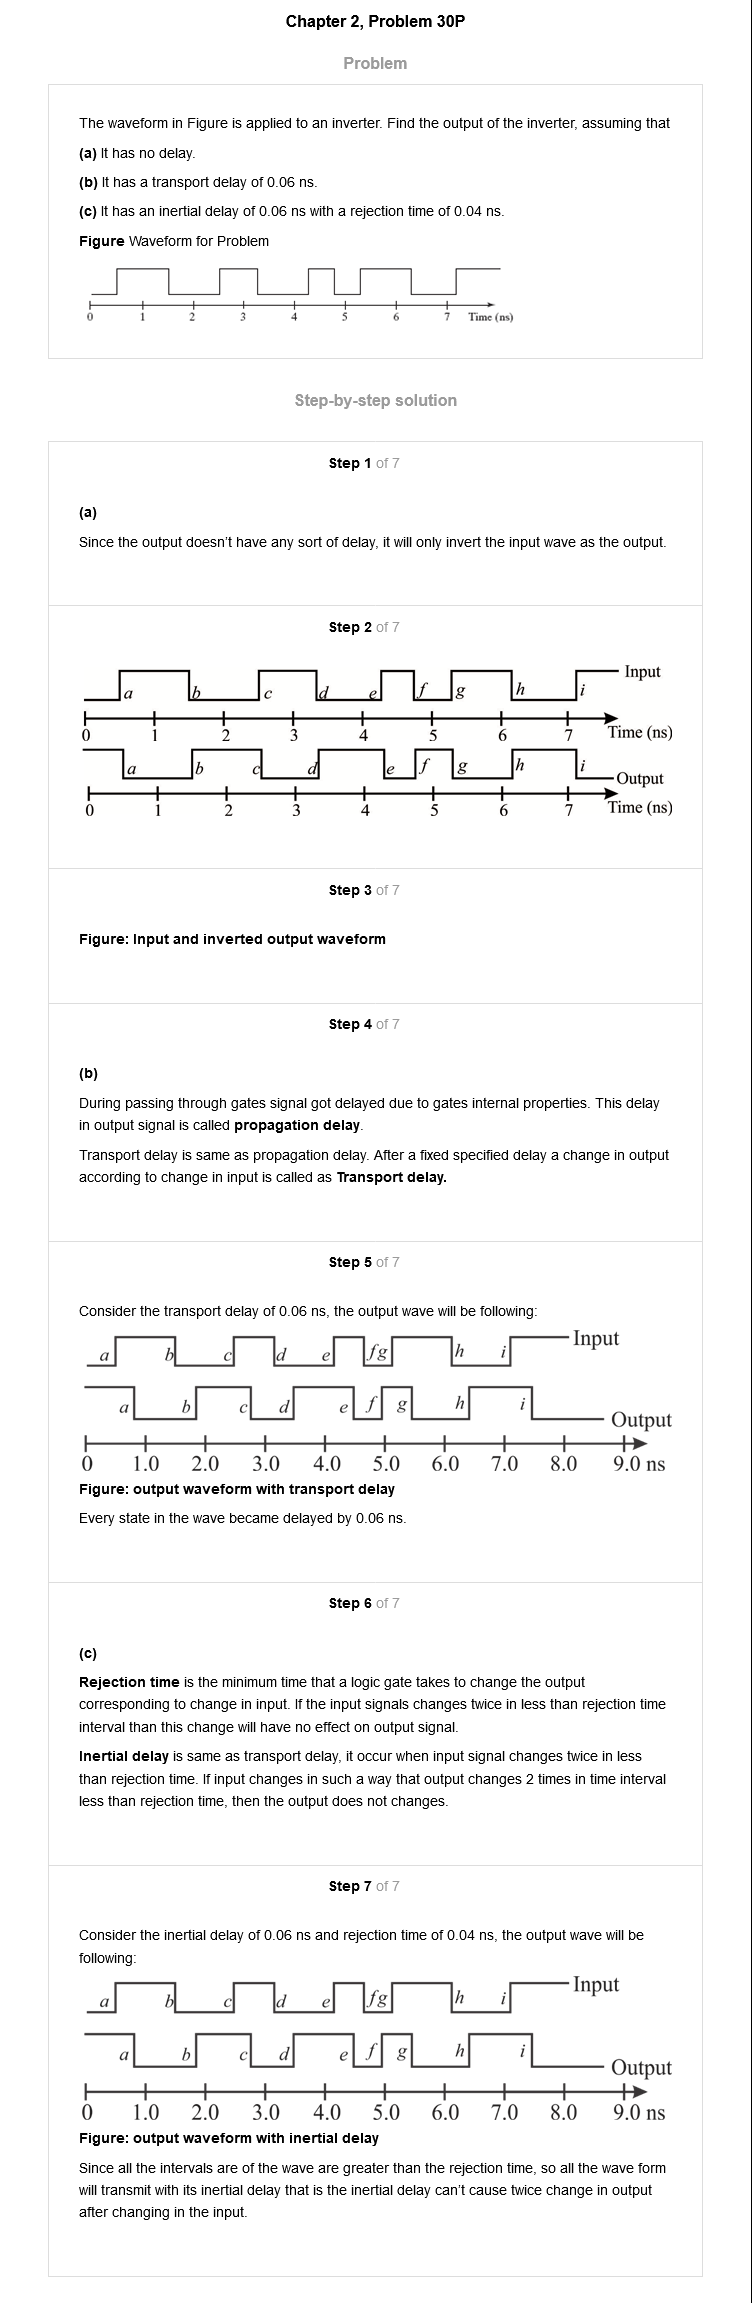 Chapter 2, Problem 30P
Problem
The waveform in Figure is applied to an inverter. Find the output of the inverter, assuming that
(a) It has no delay.
(b) It has a transport delay of 0.06 ns.
(c) It has an inertial delay of 0.06 ns with a rejection time of 0.04 ns.
Figure Waveform for Problem
0 1 2 3 4 5 6 7 Time (ns)
Step-by-step solution
Step 1 of 7
(a)
Since the output doesn't have any sort of delay, it will only invert the input wave as the output.
Step 2 of 7
a b c d e f g h i Input
0 1 2 3 4 5 6 7 Time (ns)
a b c d e f g h i Output
0 1 2 3 4 5 6 7 Time (ns)
Step 3 of 7
Figure: Input and inverted output waveform
Step 4 of 7
(b)
During passing through gates signal got delayed due to gates internal properties. This delay
in output signal is called propagation delay.
Transport delay is same as propagation delay. After a fixed specified delay a change in output
according to change in input is called as Transport delay.
Step 5 of 7
Consider the transport delay of 0.06 ns, the output wave will be following:
a b c d e f g h i Input
a b c d e f g h i Output
0 1.0 2.0 3.0 4.0 5.0 6.0 7.0 8.0 9.0 ns
Figure: output waveform with transport delay
Every state in the wave became delayed by 0.06 ns.
Step 6 of 7
(c)
Rejection time is the minimum time that a logic gate takes to change the output
corresponding to change in input. If the input signals changes twice in less than rejection time
interval than this change will have no effect on output signal.
Inertial delay is same as transport delay, it occur when input signal changes twice in less
than rejection time. If input changes in such a way that output changes 2 times in time interval
less than rejection time, then the output does not changes.
Step 7 of 7
Consider the inertial delay of 0.06 ns and rejection time of 0.04 ns, the output wave will be
following:
a b c d e f g h i Input
a b c d e f g h i Output
0 1.0 2.0 3.0 4.0 5.0 6.0 7.0 8.0 9.0 ns
Figure: output waveform with inertial delay
Since all the intervals are of the wave are greater than the rejection time, so all the wave form
will transmit with its inertial delay that is the inertial delay can't cause twice change in output
after changing in the input.